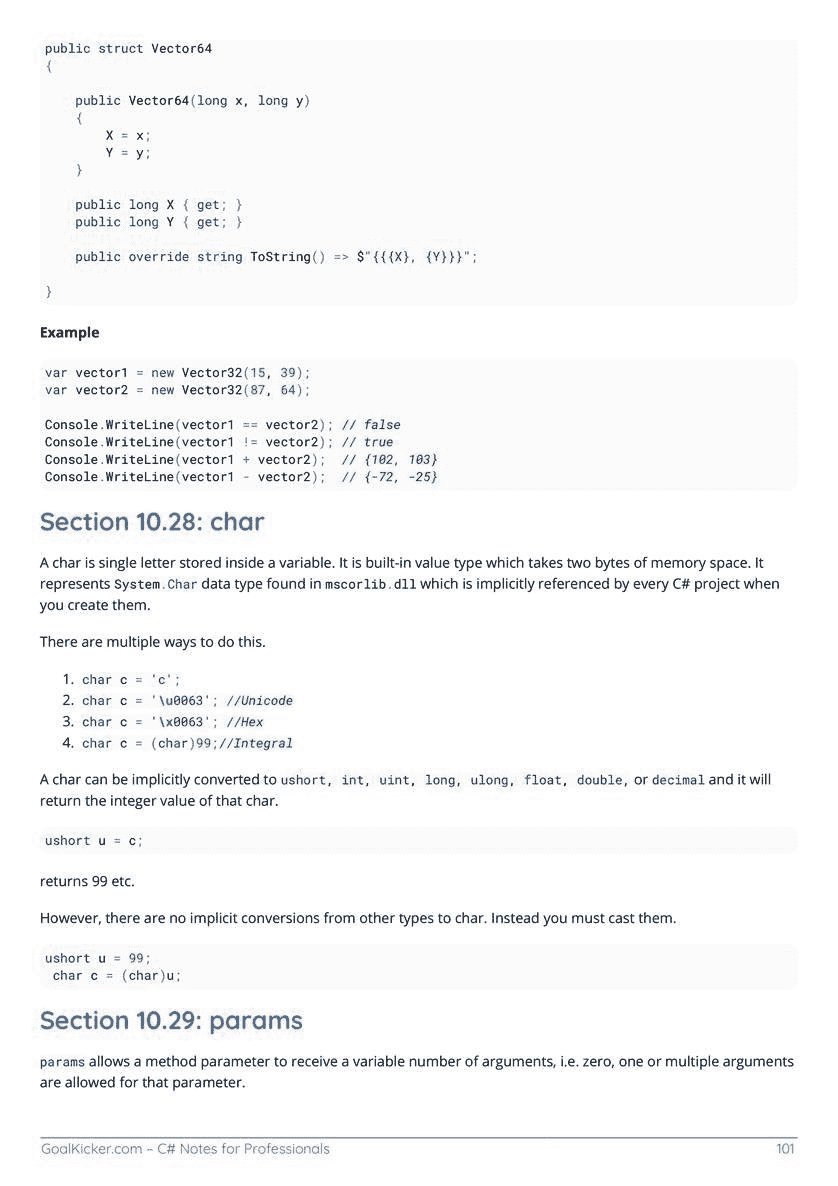 public struct Vector64
{
public Vector64(long x, long y)
{
X = x;
Y = y;
}
public long X { get; }
public long Y { get; }
public override string ToString() => $"{{{X}, {Y}}}";
}
Example
var vector1 = new Vector32(15, 39);
var vector2 = new Vector32(87, 64);
Console.WriteLine(vector1 == vector2); // false
Console.WriteLine(vector1 != vector2); // true
Console.WriteLine(vector1 + vector2);  // {102, 103}
Console.WriteLine(vector1 - vector2);  // {-72, -25}
Section 10.28: char
A char is single letter stored inside a variable. It is built-in value type which takes two bytes of memory space. It
represents System.Char data type found in mscorlib.dll which is implicitly referenced by every C# project when
you create them.
There are multiple ways to do this.
1. char c = 'c';
2. char c = '\u0063'; //Unicode
3. char c = '\x0063'; //Hex
4. char c = (char)99;//Integral
A char can be implicitly converted to ushort, int, uint, long, ulong, float, double, or decimal and it will
return the integer value of that char.
ushort u = c;
returns 99 etc.
However, there are no implicit conversions from other types to char. Instead you must cast them.
ushort u = 99;
char c = (char)u;
Section 10.29: params
params allows a method parameter to receive a variable number of arguments, i.e. zero, one or multiple arguments
are allowed for that parameter.
GoalKicker.com – C# Notes for Professionals 101